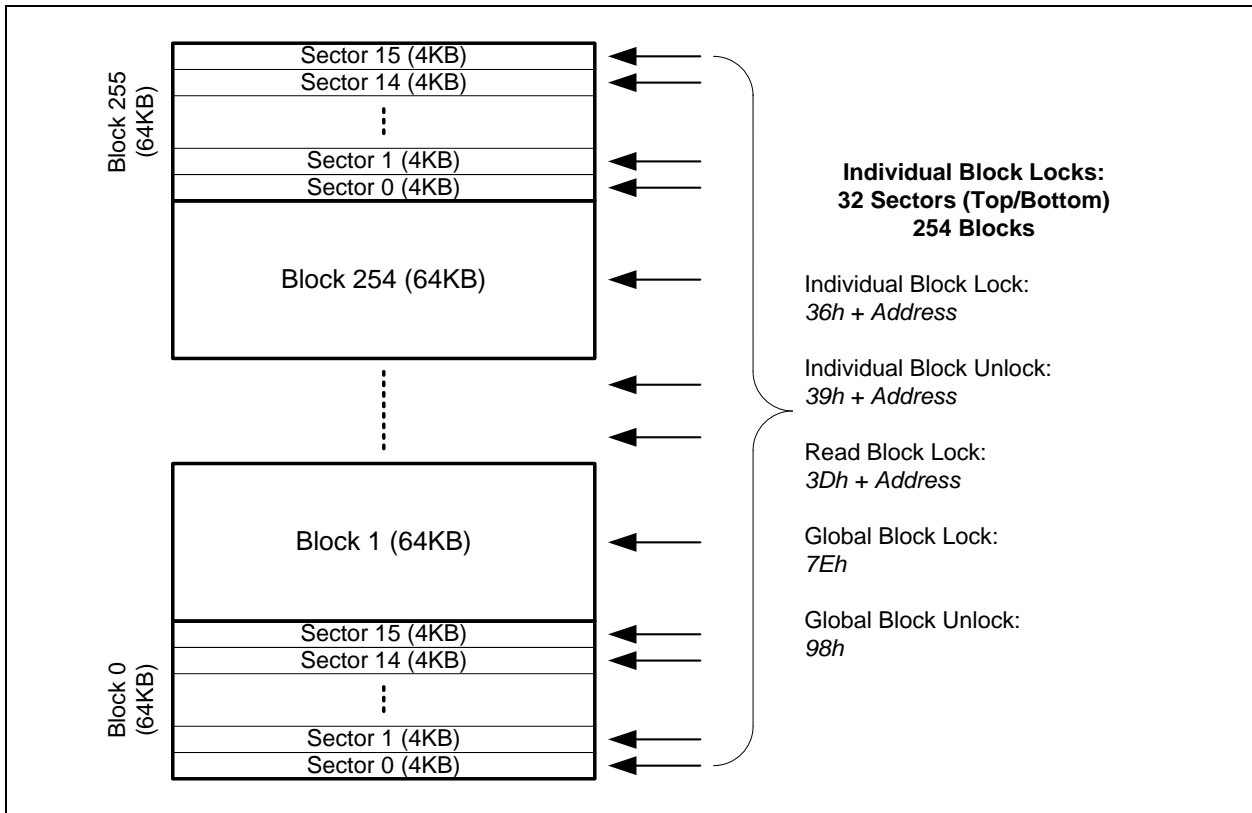 Block 255
(64KB)
Sector 15 (4KB)
Sector 14 (4KB)
Sector 1 (4KB)
Sector 0 (4KB)
Block 254 (64KB)
Block 1 (64KB)
Block 0
(64KB)
Sector 15 (4KB)
Sector 14 (4KB)
Sector 1 (4KB)
Sector 0 (4KB)
Individual Block Locks:
32 Sectors (Top/Bottom)
254 Blocks
Individual Block Lock:
36h + Address
Individual Block Unlock:
39h + Address
Read Block Lock:
3Dh + Address
Global Block Lock:
7Eh
Global Block Unlock:
98h